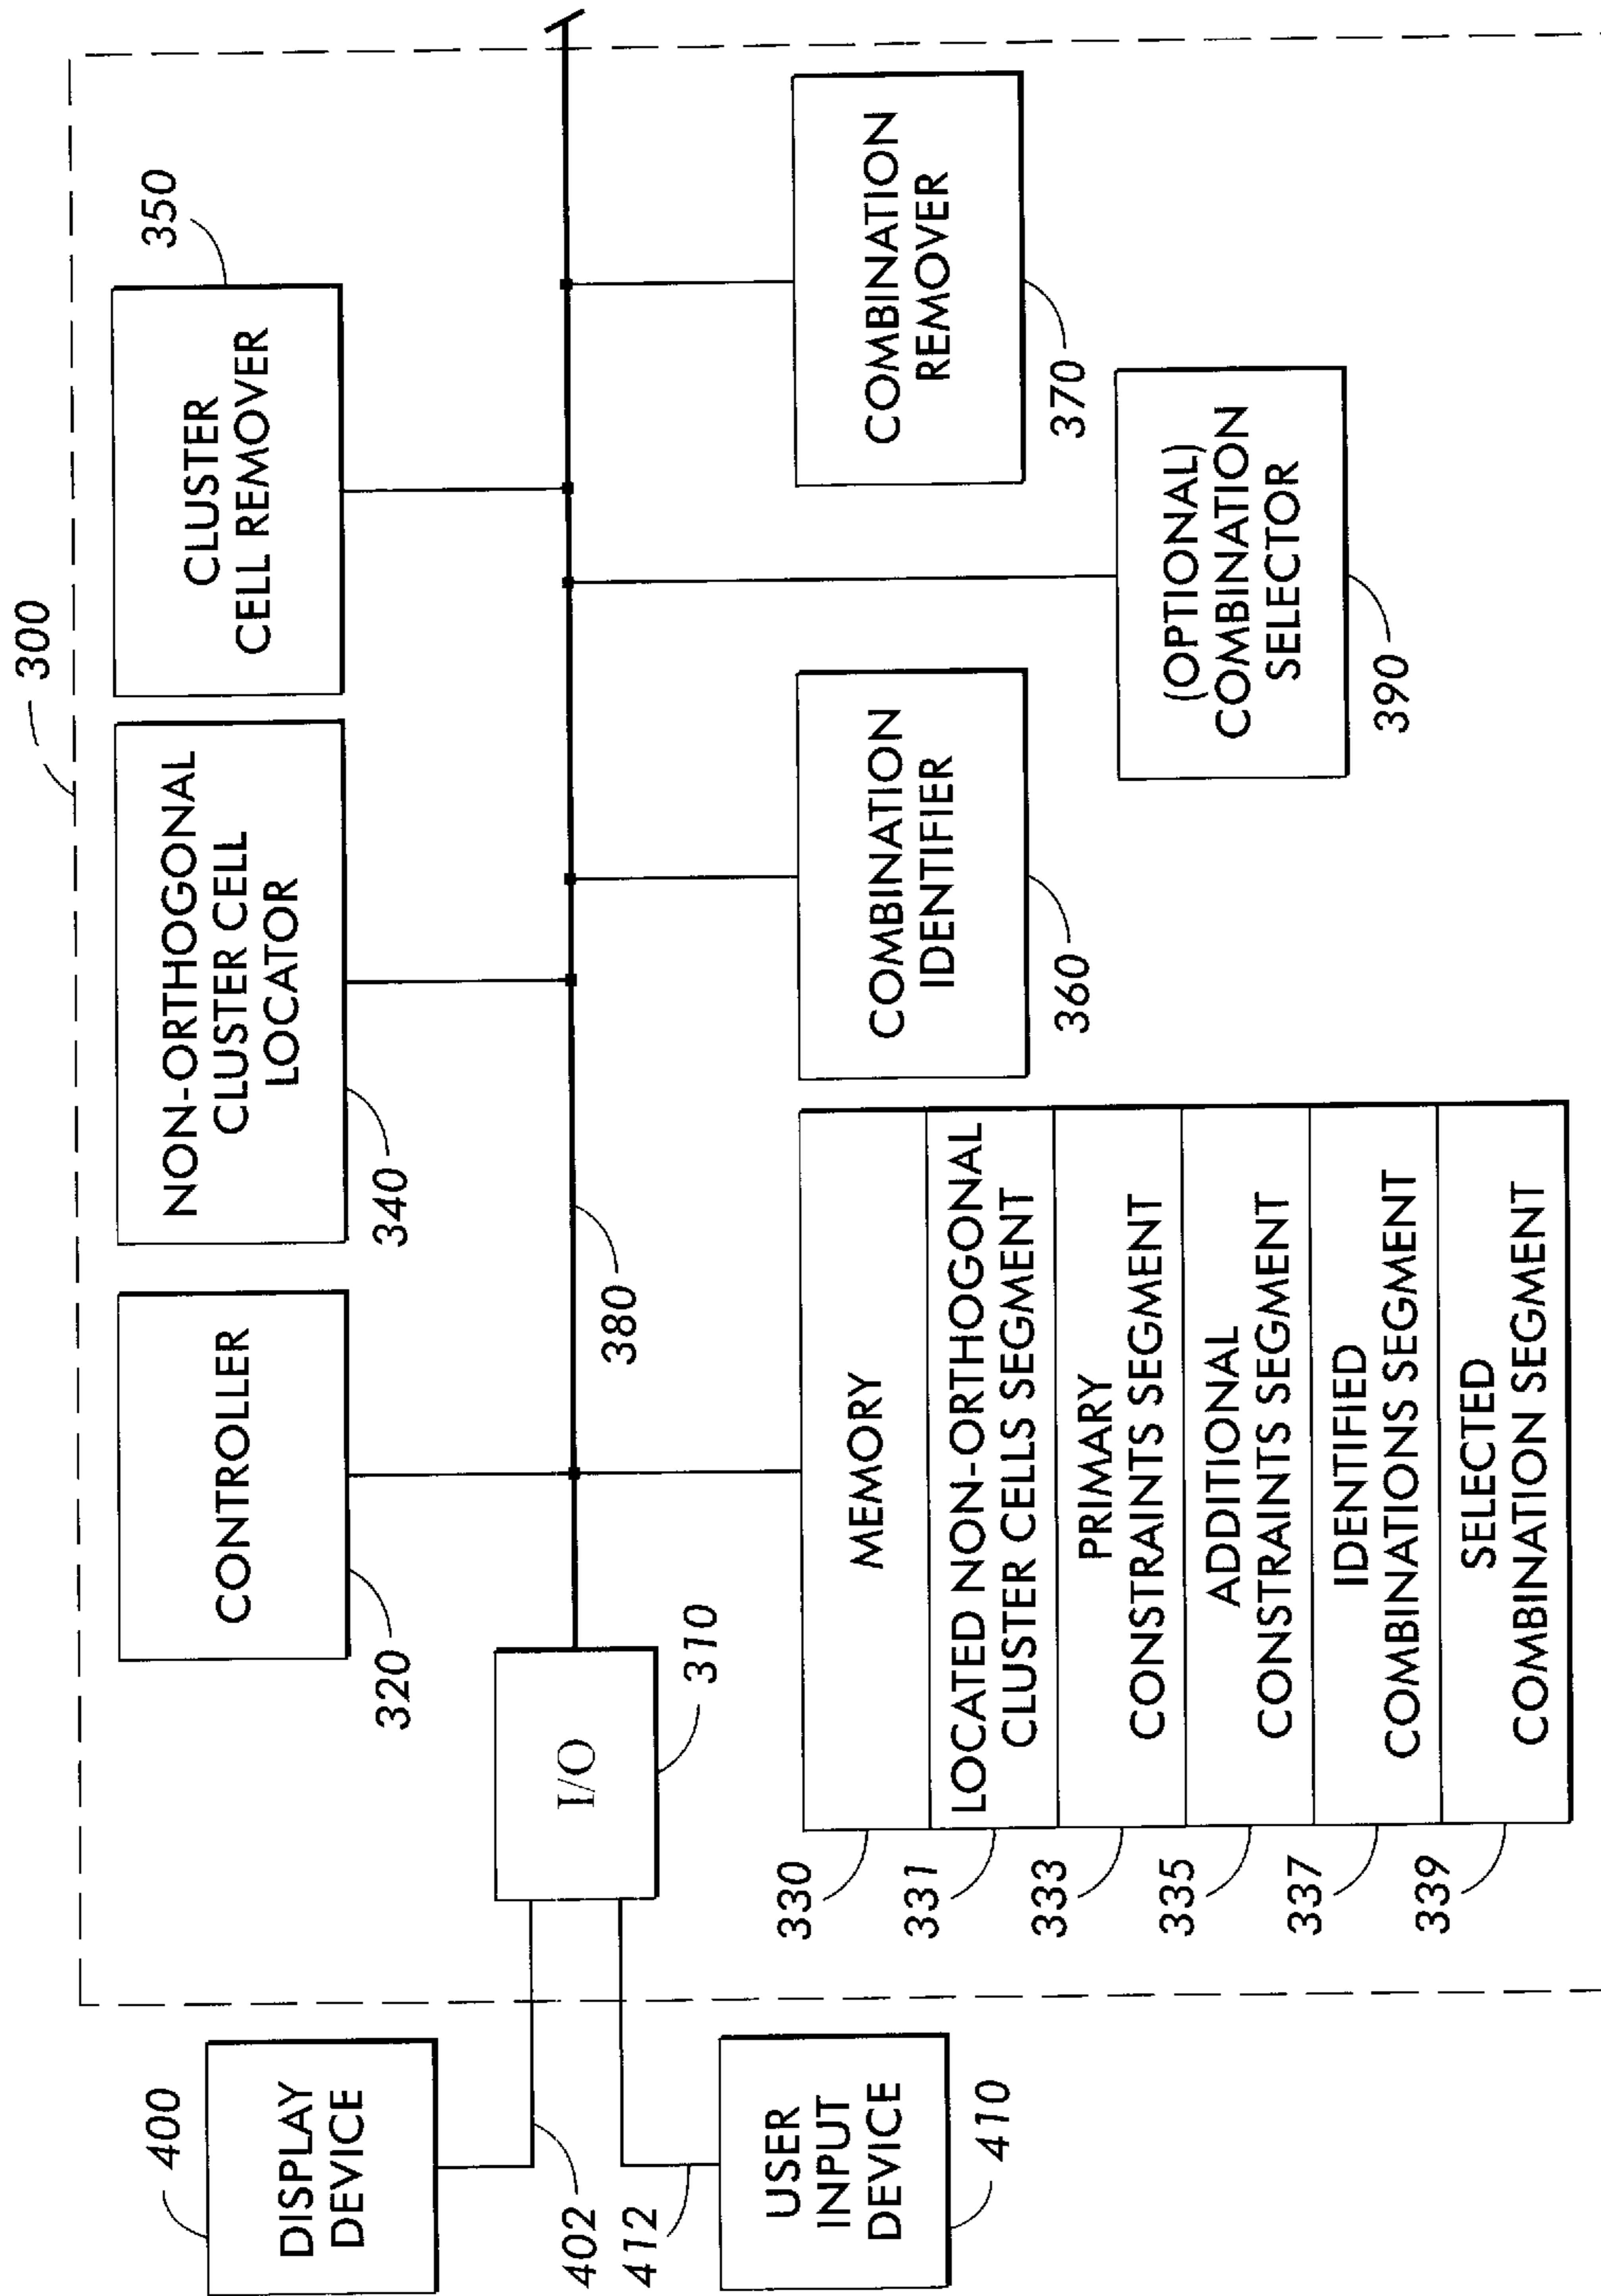 300
400
DISPLAY
DEVICE
402
412
USER
INPUT
DEVICE
410
I/O
310
CONTROLLER
320
NON-ORTHOGONAL
CLUSTER CELL
LOCATOR
340
CLUSTER
CELL REMOVER
350
380
330
MEMORY
331
LOCATED NON-ORTHOGONAL
CLUSTER CELLS SEGMENT
333
PRIMARY
CONSTRAINTS SEGMENT
335
ADDITIONAL
CONSTRAINTS SEGMENT
337
IDENTIFIED
COMBINATIONS SEGMENT
339
SELECTED
COMBINATION SEGMENT
COMBINATION
IDENTIFIER
360
(OPTIONAL)
COMBINATION
SELECTOR
390
COMBINATION
REMOVER
370